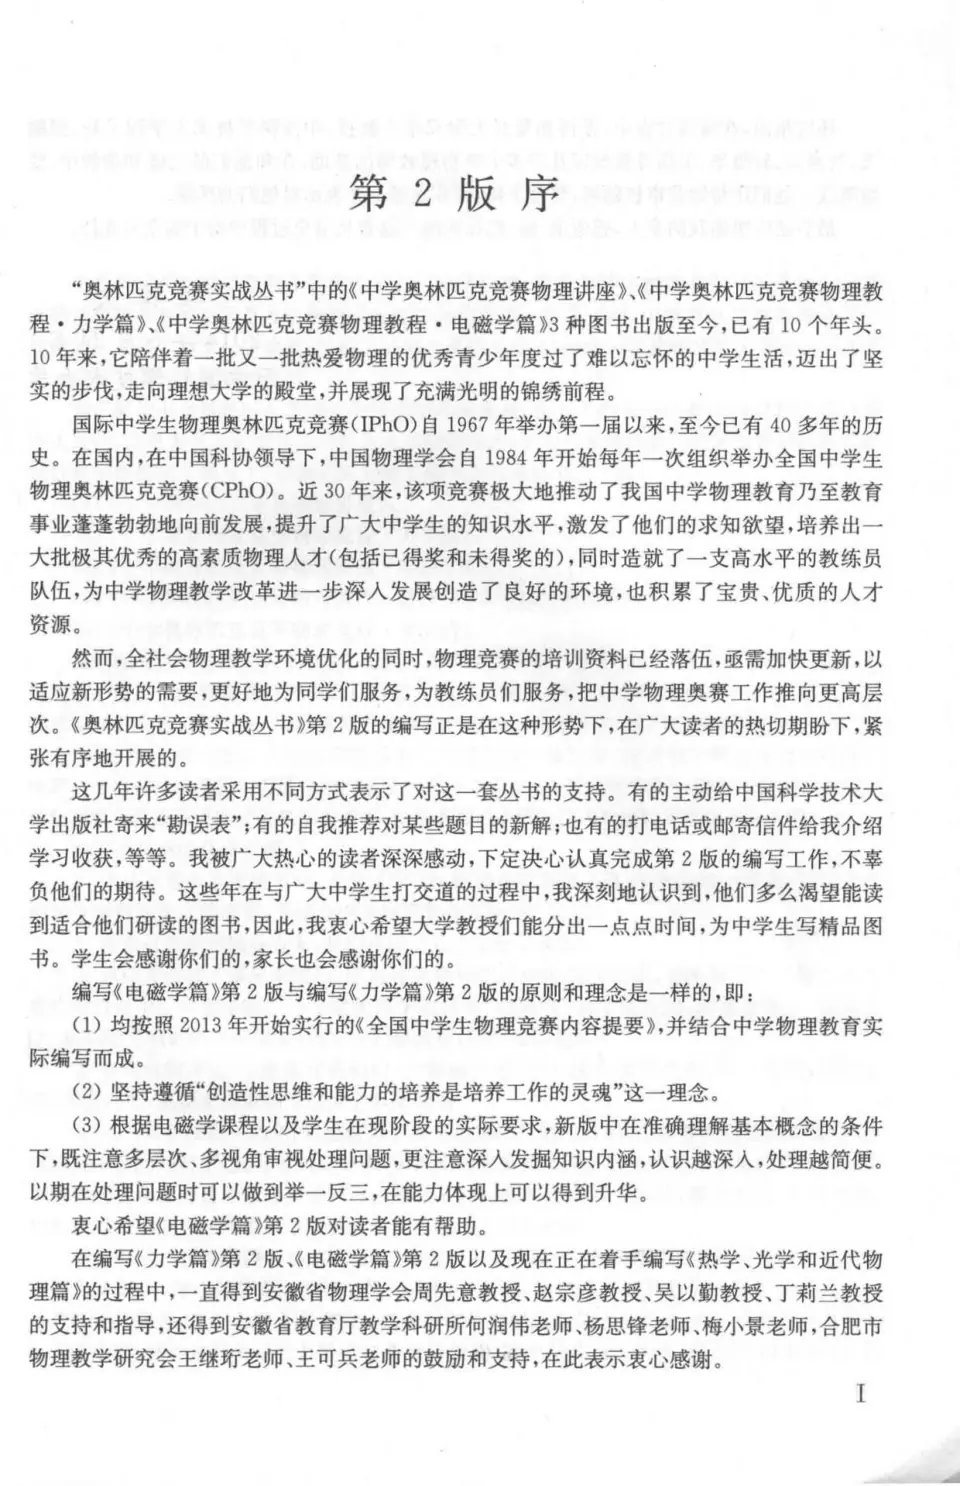 第 2 版 序
“奥林匹克竞赛实战丛书”中的《中学奥林匹克竞赛物理讲座》、《中学奥林匹克竞赛物理教
程·力学篇》、《中学奥林匹克竞赛物理教程·电磁学篇》3 种图书出版至今,已有 10 个年头。
10 年来,它陪伴着一批又一批热爱物理的优秀青少年度过了难以忘怀的中学生活,迈出了坚
实的步伐,走向理想大学的殿堂,并展现了充满光明的锦绣前程。
国际中学生物理奥林匹克竞赛(IPhO)自 1967 年举办第一届以来,至今已有 40 多年的历
史。在国内,在中国科协领导下,中国物理学会自 1984 年开始每年一次组织举办全国中学生
物理奥林匹克竞赛(CPhO)。近 30 年来,该项竞赛极大地推动了我国中学物理教育乃至教育
事业蓬蓬勃勃地向前发展,提升了广大中学生的知识水平,激发了他们的求知欲望,培养出一
大批极其优秀的高素质物理人才(包括已得奖和未得奖的),同时造就了一支高水平的教练员
队伍,为中学物理教学改革进一步深入发展创造了良好的环境,也积累了宝贵、优质的人才
资源。
然而,全社会物理教学环境优化的同时,物理竞赛的培训资料已经落伍,亟需加快更新,以
适应新形势的需要,更好地为同学们服务,为教练员们服务,把中学物理奥赛工作推向更高层
次。《奥林匹克竞赛实战丛书》第 2 版的编写正是在这种形势下,在广大读者的热切期盼下,紧
张有序地开展的。
这几年许多读者采用不同方式表示了对这一套丛书的支持。有的主动给中国科学技术大
学出版社寄来“勘误表”;有的自我推荐对某些题目的新解;也有的打电话或邮寄信件给我介绍
学习收获,等等。我被广大热心的读者深深感动,下定决心认真完成第 2 版的编写工作,不辜
负他们的期待。这些年在与广大中学生打交道的过程中,我深刻地认识到,他们多么渴望能读
到适合他们研读的图书,因此,我衷心希望大学教授们能分出一点点时间,为中学生写精品图
书。学生会感谢你们的,家长也会感谢你们的。
编写《电磁学篇》第 2 版与编写《力学篇》第 2 版的原则和理念是一样的,即:
(1) 均按照 2013 年开始实行的《全国中学生物理竞赛内容提要》,并结合中学物理教育实
际编写而成。
(2) 坚持遵循“创造性思维和能力的培养是培养工作的灵魂”这一理念。
(3) 根据电磁学课程以及学生在现阶段的实际要求,新版中在准确理解基本概念的条件
下,既注意多层次、多视角审视处理问题,更注意深入发掘知识内涵,认识越深入,处理越简便。
以期在处理问题时可以做到举一反三,在能力体现上可以得到升华。
衷心希望《电磁学篇》第 2 版对读者能有帮助。
在编写《力学篇》第 2 版、《电磁学篇》第 2 版以及现在正在着手编写《热学、光学和近代物
理篇》的过程中,一直得到安徽省物理学会周先意教授、赵宗彦教授、吴以勤教授、丁莉兰教授
的支持和指导,还得到安徽省教育厅教学科研所何润伟老师、杨思锋老师、梅小景老师,合肥市
物理教学研究会王继珩老师、王可兵老师的鼓励和支持,在此表示衷心感谢。
I